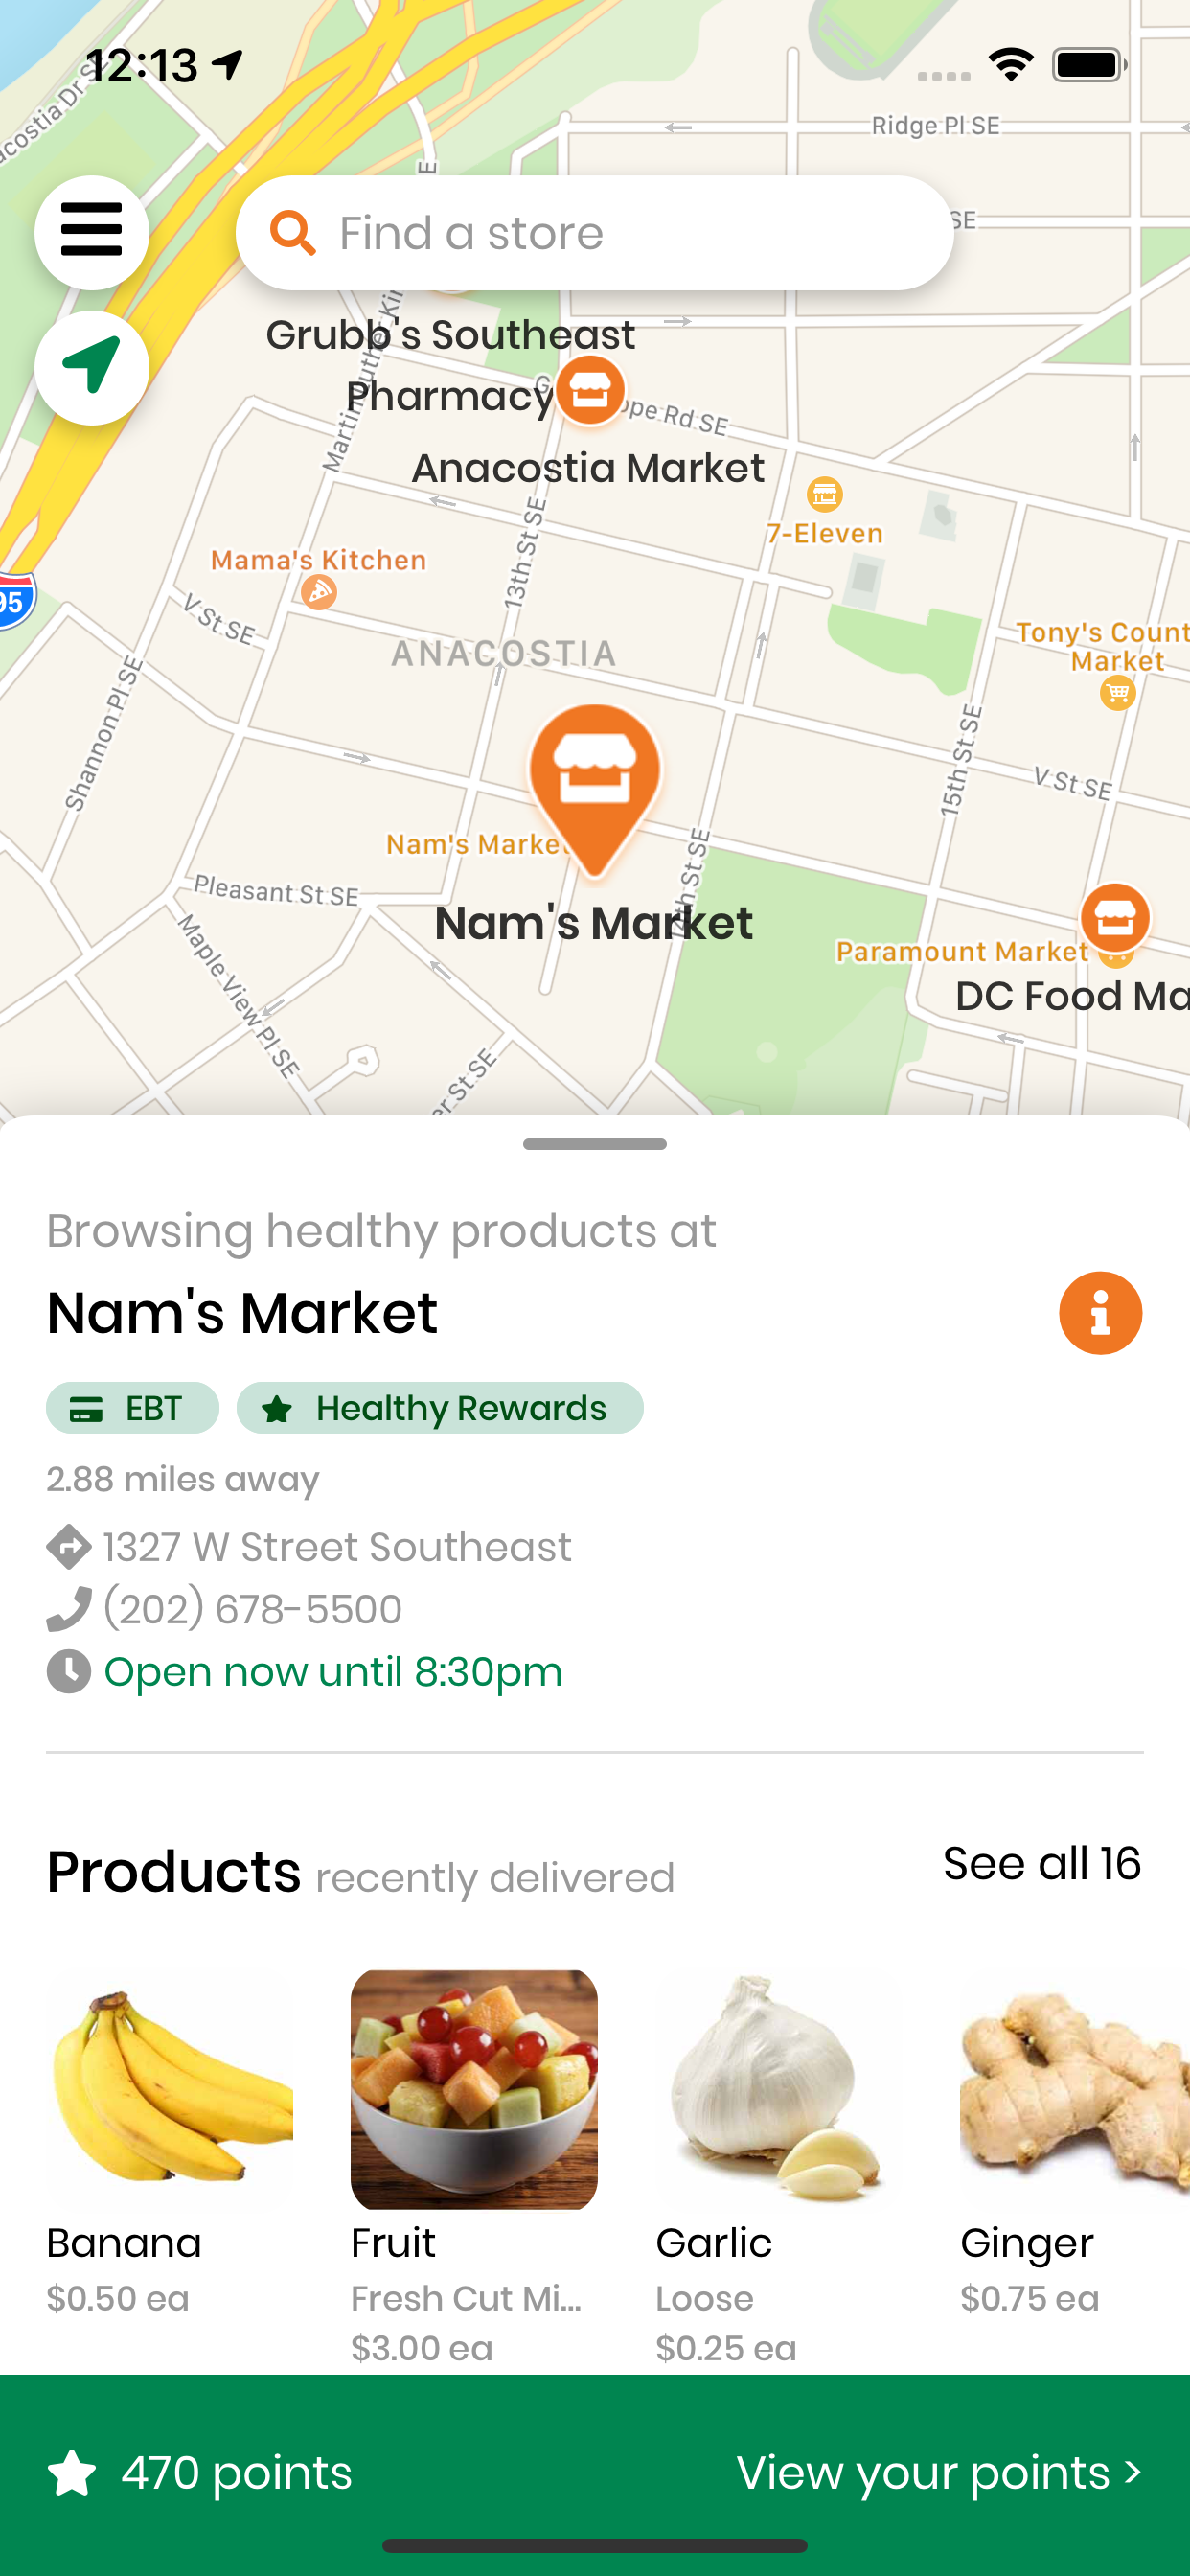 12:13
Ridge Pl SE
SE
Find a store
Grubb's Southeast
Pharmacy
Anacostia Market
7-Eleven
Mama's Kitchen
13th St SE
V St SE
95
ANACOSTIA
Tony's
Market
Shannon Pl SE
15th St SE
V St SE
Nam's Market
Pleasant St SE
Nam's Market
Maple View Pl SE
Paramount Market
DC Food
St SE
Browsing healthy products at
Nam's Market
EBT Healthy Rewards
2.88 miles away
1327 W Street Southeast
(202) 678-5500
Open now until 8:30pm
Products recently delivered See all 16
Banana Fruit Garlic Ginger
$0.50 ea Fresh Cut Mi... Loose $0.75 ea
$3.00 ea $0.25 ea
470 points View your points >